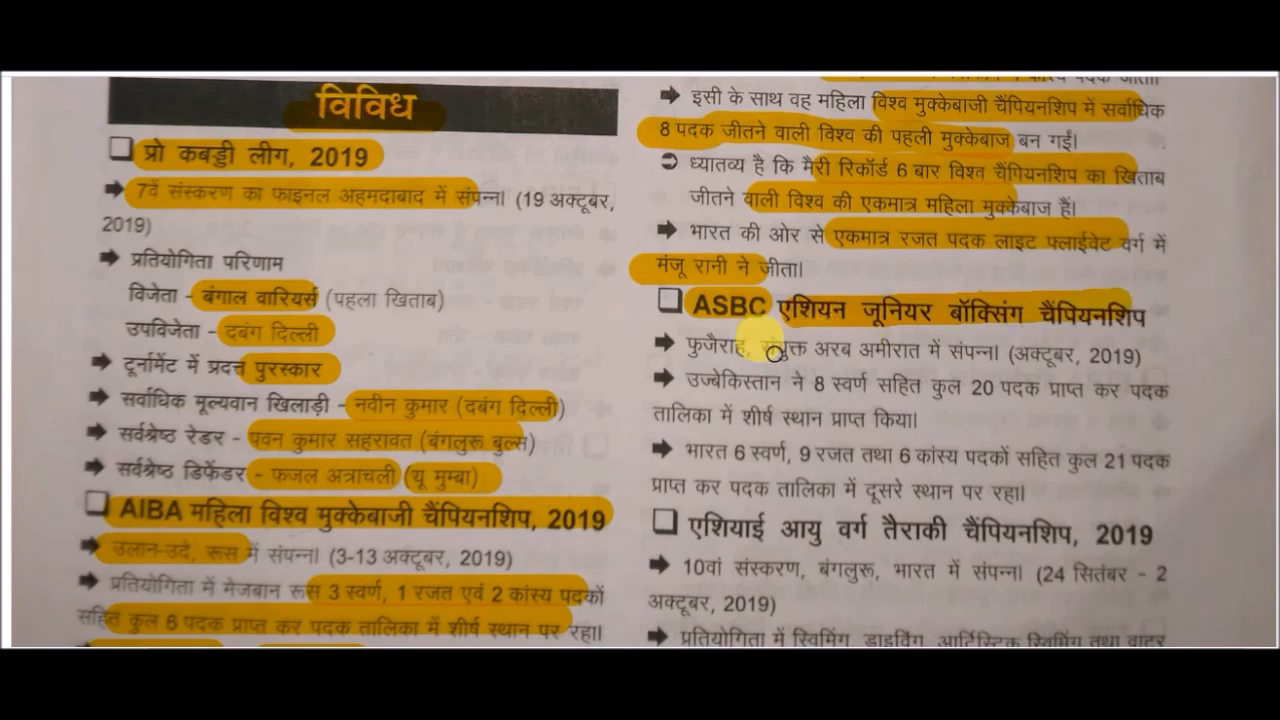 विविध
❑ प्रो कबड्डी लीग, 2019
➡ 7वें संस्करण का फाइनल अहमदाबाद में संपन्न। (19 अक्टूबर,
2019)
➡ प्रतियोगिता परिणाम
विजेता - बंगाल वारियर्स (पहला खिताब)
उपविजेता - दबंग दिल्ली
➡ टूर्नामेंट में प्रदत्त पुरस्कार
➡ सर्वाधिक मूल्यवान खिलाड़ी - नवीन कुमार (दबंग दिल्ली)
➡ सर्वश्रेष्ठ रेडर - पवन कुमार सहरावत (बंगलुरू बुल्स)
➡ सर्वश्रेष्ठ डिफेंडर - फजल अत्राचली (यू मुम्बा)
❑ AIBA महिला विश्व मुक्केबाजी चैंपियनशिप, 2019
➡ उलान-उदे, रूस में संपन्न। (3-13 अक्टूबर, 2019)
➡ प्रतियोगिता में मेजबान रूस 3 स्वर्ण, 1 रजत एवं 2 कांस्य पदकों
सहित कुल 6 पदक प्राप्त कर पदक तालिका में शीर्ष स्थान पर रहा।
पदक जीता।
➡ इसी के साथ वह महिला विश्व मुक्केबाजी चैंपियनशिप में सर्वाधिक
8 पदक जीतने वाली विश्व की पहली मुक्केबाज बन गईं।
➲ ध्यातव्य है कि मैरी रिकॉर्ड 6 बार विश्व चैंपियनशिप का खिताब
जीतने वाली विश्व की एकमात्र महिला मुक्केबाज हैं।
➡ भारत की ओर से एकमात्र रजत पदक लाइट फ्लाईवेट वर्ग में
मंजू रानी ने जीता।
❑ ASBC एशियन जूनियर बॉक्सिंग चैंपियनशिप
➡ फुजैराह, संयुक्त अरब अमीरात में संपन्न। (अक्टूबर, 2019)
➡ उज्बेकिस्तान ने 8 स्वर्ण सहित कुल 20 पदक प्राप्त कर पदक
तालिका में शीर्ष स्थान प्राप्त किया।
➡ भारत 6 स्वर्ण, 9 रजत तथा 6 कांस्य पदकों सहित कुल 21 पदक
प्राप्त कर पदक तालिका में दूसरे स्थान पर रहा।
❑ एशियाई आयु वर्ग तैराकी चैंपियनशिप, 2019
➡ 10वां संस्करण, बंगलुरू, भारत में संपन्न। (24 सितंबर - 2
अक्टूबर, 2019)
➡ प्रतियोगिता में स्विमिंग, डाइविंग, आर्टिस्टिक स्विमिंग तथा वाटर